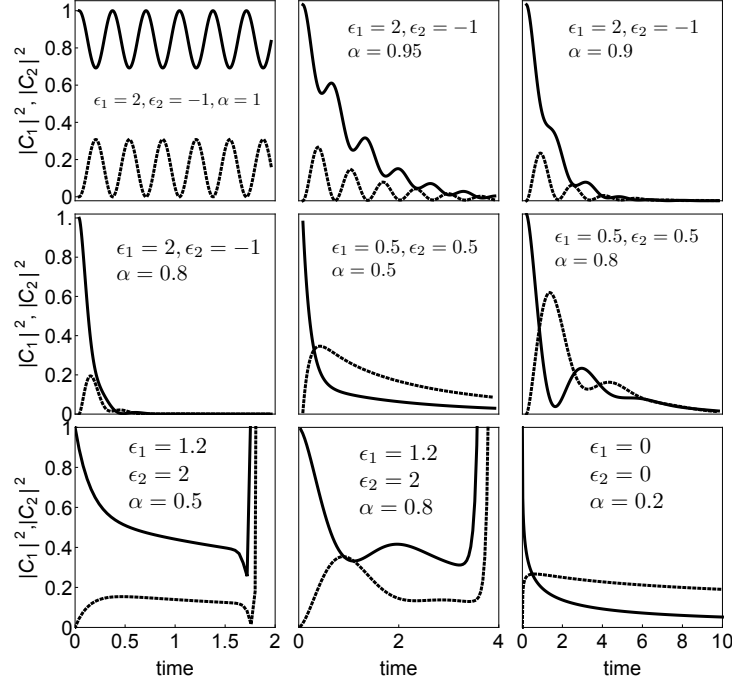 |C₁|², |C₂|²
1
0.8
0.6
0.4
0.2
0
ϵ₁ = 2, ϵ₂ = −1, α = 1
ϵ₁ = 2, ϵ₂ = −1
α = 0.95
ϵ₁ = 2, ϵ₂ = −1
α = 0.9
|C₁|², |C₂|²
1
0.8
0.6
0.4
0.2
0
ϵ₁ = 2, ϵ₂ = −1
α = 0.8
ϵ₁ = 0.5, ϵ₂ = 0.5
α = 0.5
ϵ₁ = 0.5, ϵ₂ = 0.5
α = 0.8
|C₁|²,|C₂|²
1
0.8
0.6
0.4
0.2
0
ϵ₁ = 1.2
ϵ₂ = 2
α = 0.5
ϵ₁ = 1.2
ϵ₂ = 2
α = 0.8
ϵ₁ = 0
ϵ₂ = 0
α = 0.2
0 0.5 1 1.5 2
0 2 4
0 2 4 6 8 10
time time time